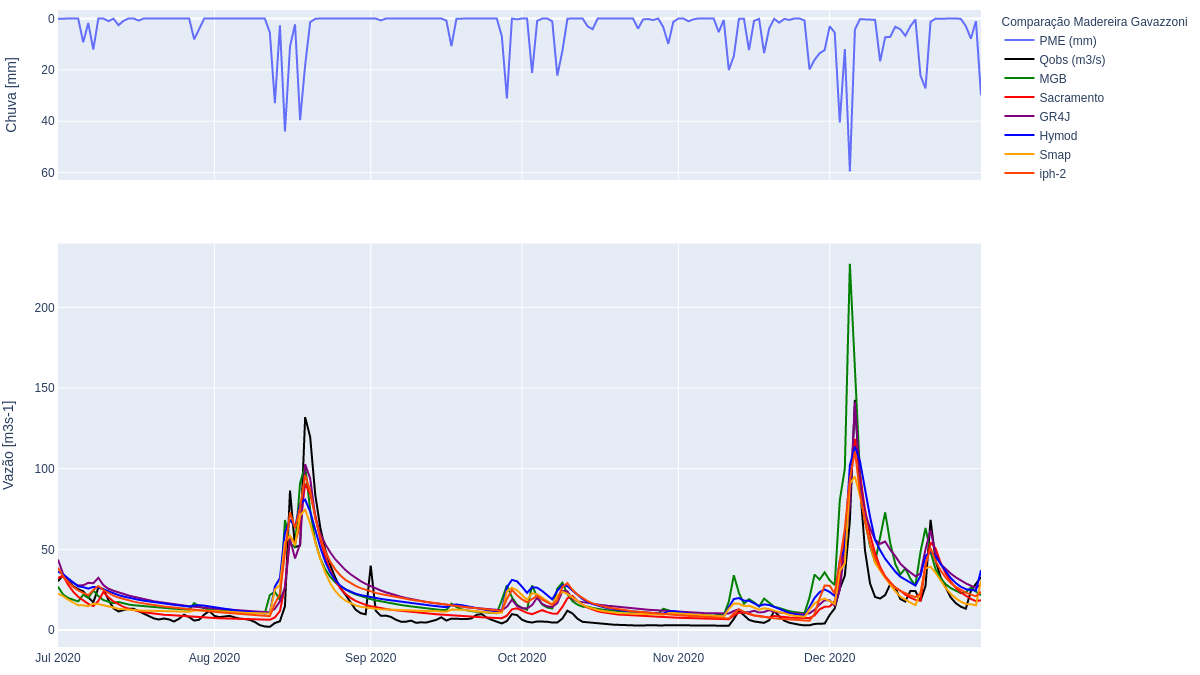 Comparação Madereira Gavazzoni
PME (mm)
Qobs (m3/s)
MGB
Sacramento
GR4J
Hymod
Smap
iph-2
Chuva [mm]
0
20
40
60
Vazão [m3s-1]
200
150
100
50
0
Jul 2020
Aug 2020
Sep 2020
Oct 2020
Nov 2020
Dec 2020